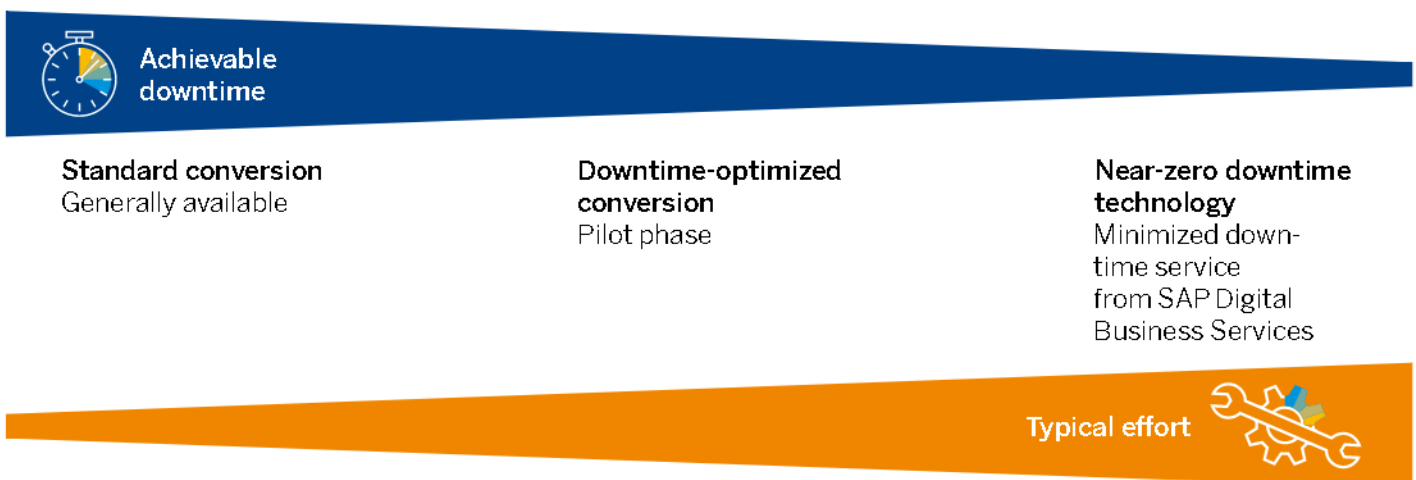 Achievable
downtime
Standard conversion
Generally available
Downtime-optimized
conversion
Pilot phase
Near-zero downtime
technology
Minimized down-
time service
from SAP Digital
Business Services
Typical effort